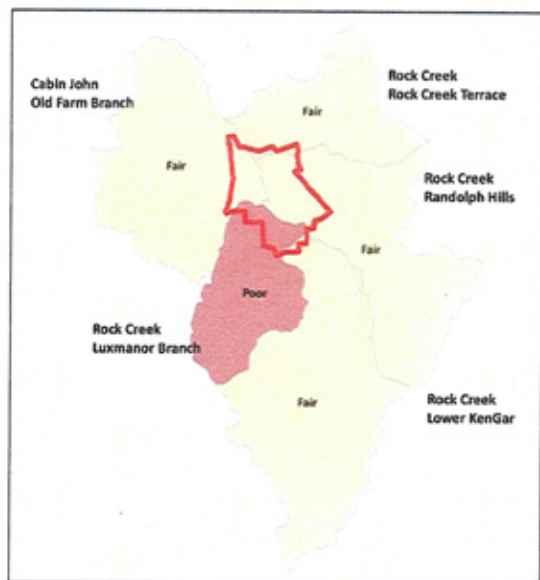 Cabin John
Old Farm Branch
Rock Creek
Rock Creek Terrace
Fair
Fair
Rock Creek
Randolph Hills
Fair
Poor
Rock Creek
Luxmanor Branch
Fair
Rock Creek
Lower KenGar